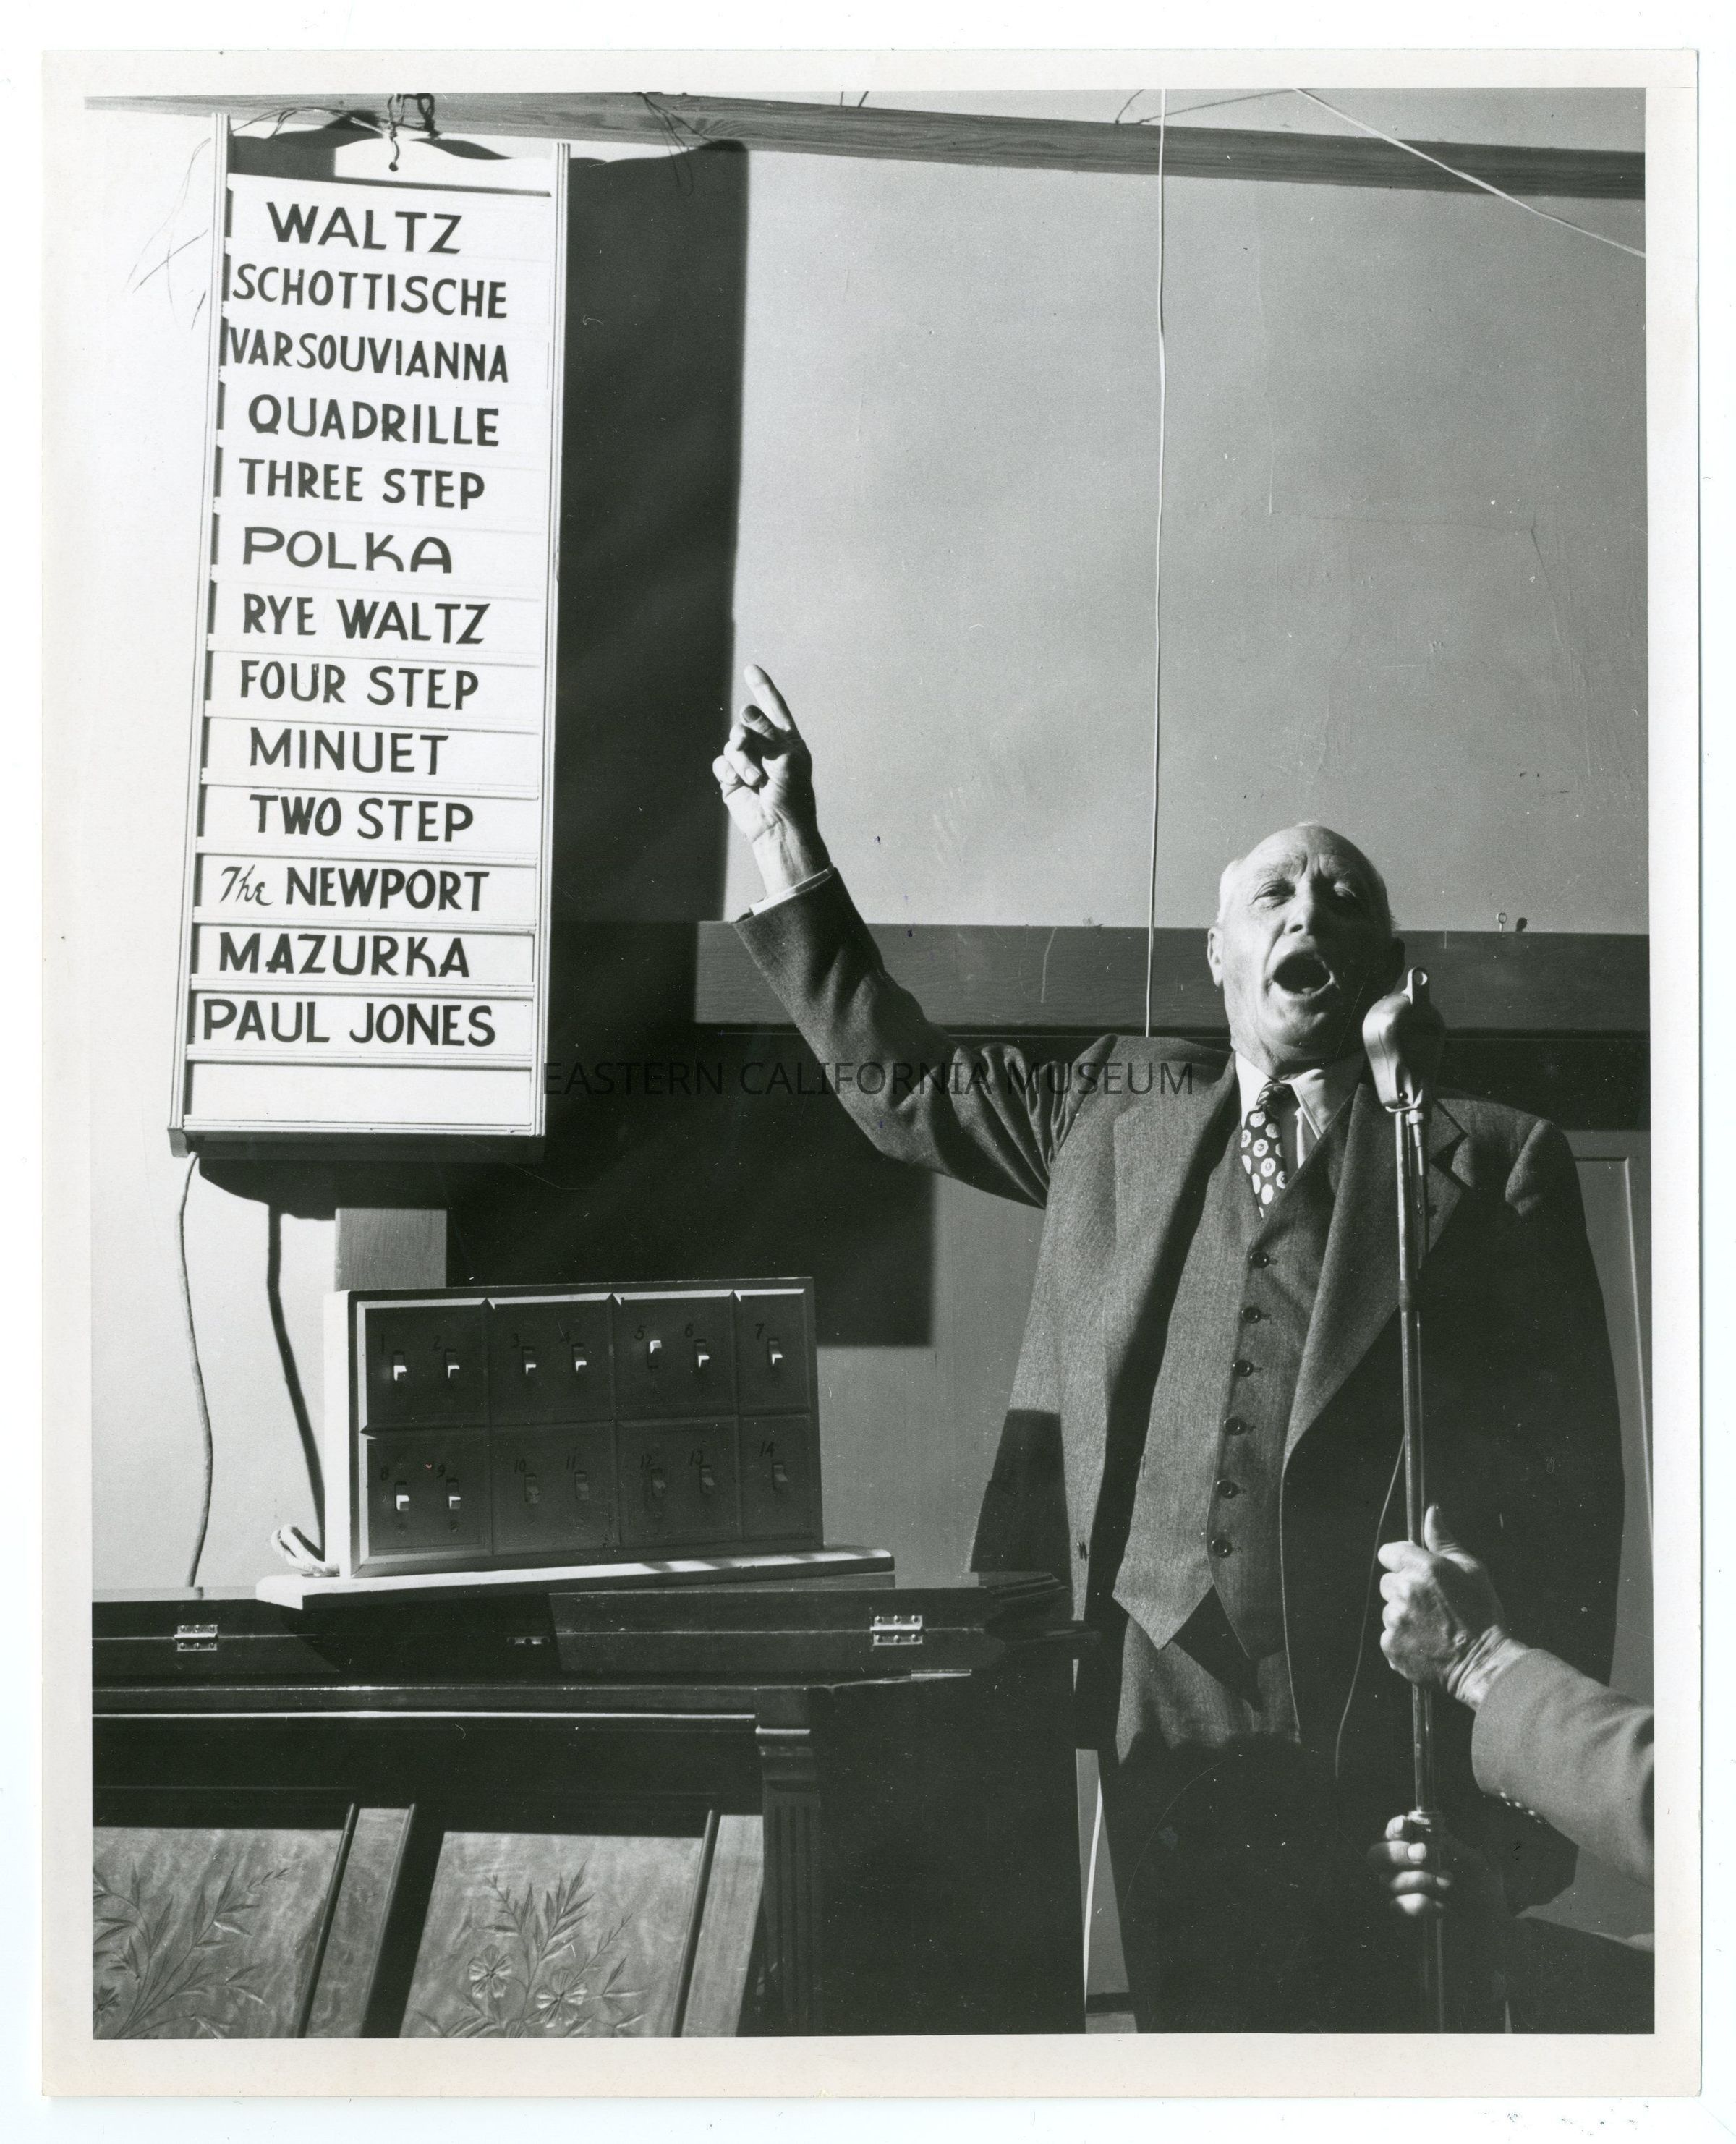 WALTZ
SCHOTTISCHE
VARSOUVIANNA
QUADRILLE
THREE STEP
POLKA
RYE WALTZ
FOUR STEP
MINUET
TWO STEP
The NEWPORT
MAZURKA
PAUL JONES
EASTERN CALIFORNIA MUSEUM
1 2 3 4 5 6 7
8 9 10 11 12 13 14